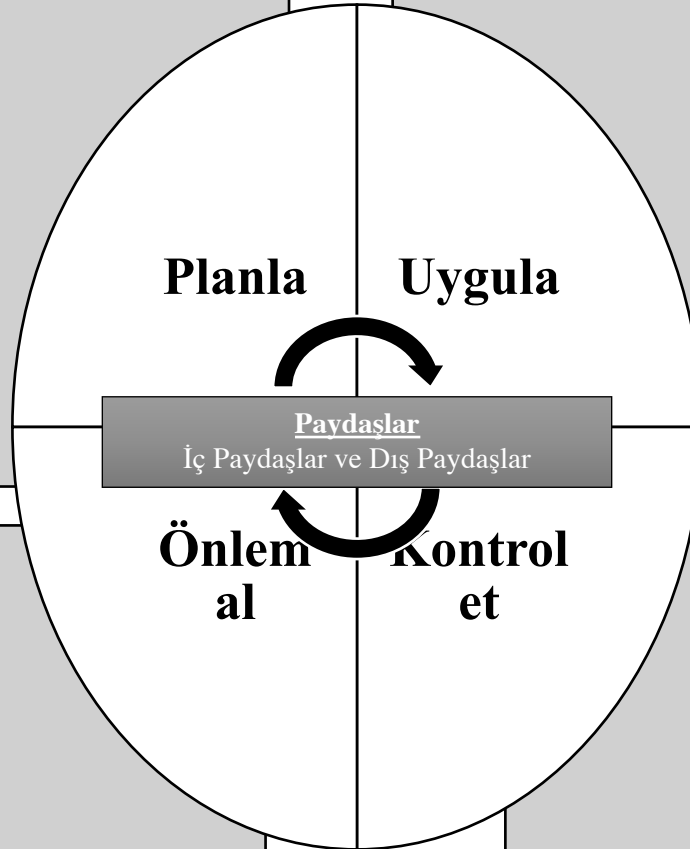 Planla
Uygula
Paydaşlar
İç Paydaşlar ve Dış Paydaşlar
Önlem
al
Kontrol
et